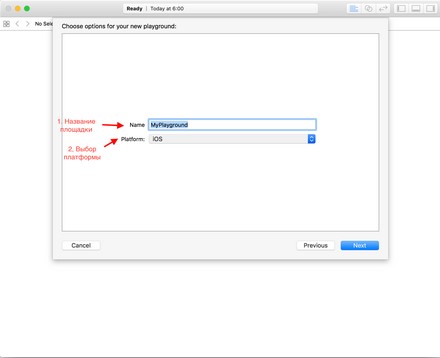 Ready | Today at 6:00
No Sele
Choose options for your new playground:
1. Название
площадки
Name
MyPlayground
Platform:
iOS
2, Выбор
платформы
Cancel
Previous
Next